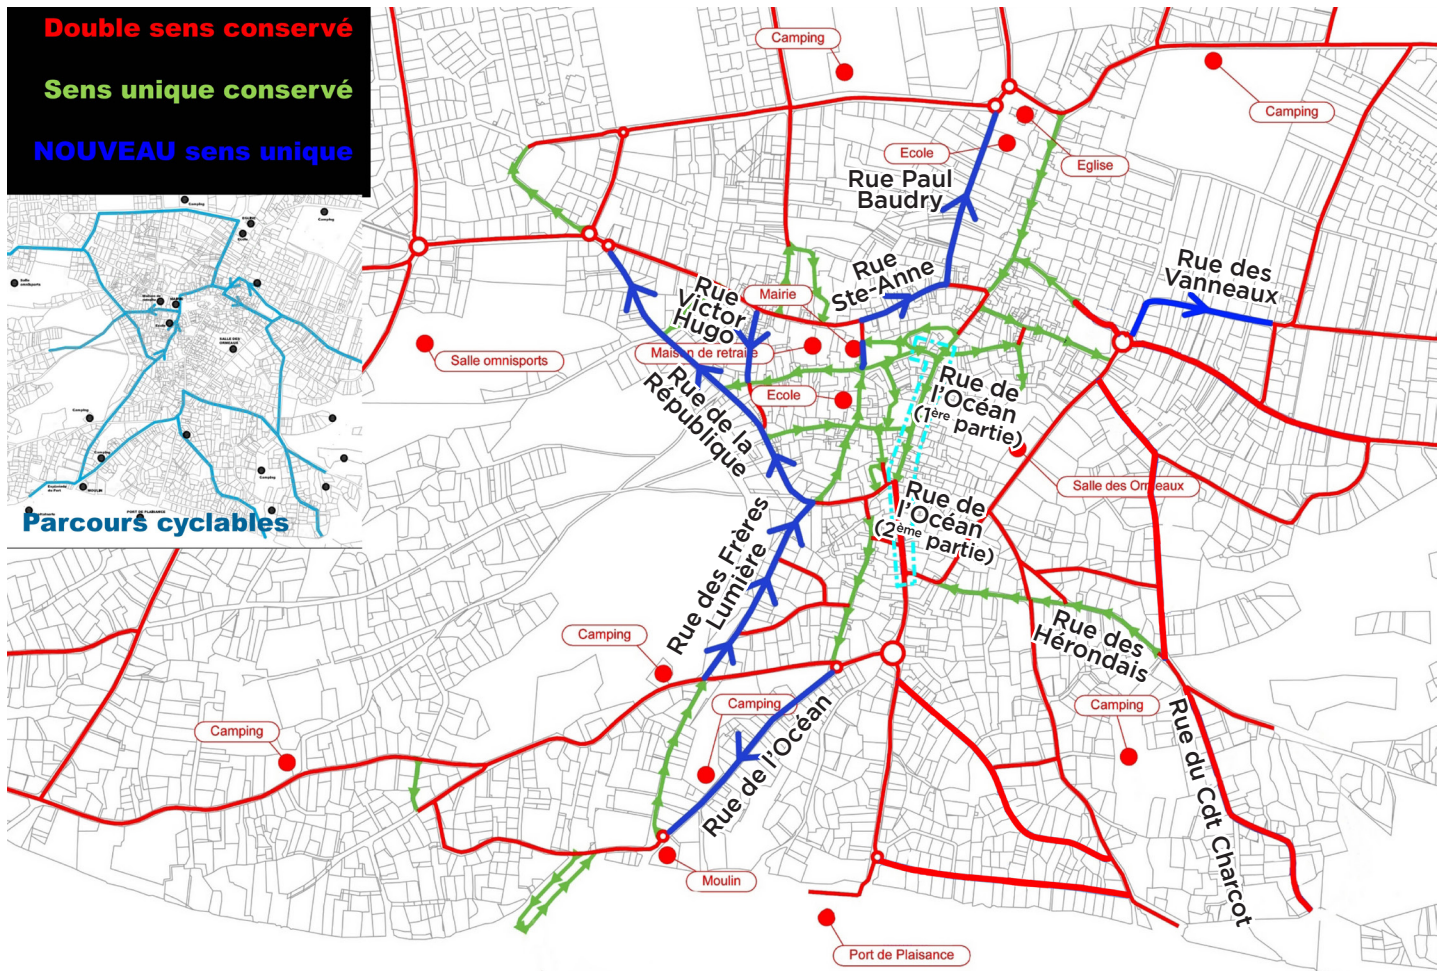 Double sens conservé
Sens unique conservé
NOUVEAU sens unique
Parcours cyclables
Camping
Camping
Ecole
Eglise
Rue Paul
Baudry
Rue
Ste-Anne
Rue des
Vanneaux
Mairie
Rue
Victor
Hugo
Salle omnisports
Maison de retraite
Ecole
Rue de la
République
Rue de
l'Océan
(1ère partie)
Salle des Ormeaux
Rue de
l'Océan
(2ème partie)
Rue des Frères
Lumière
Rue des
Hérondais
Camping
Camping
Camping
Camping
Rue de l'Océan
Rue du Cdt Charcot
Moulin
Port de Plaisance